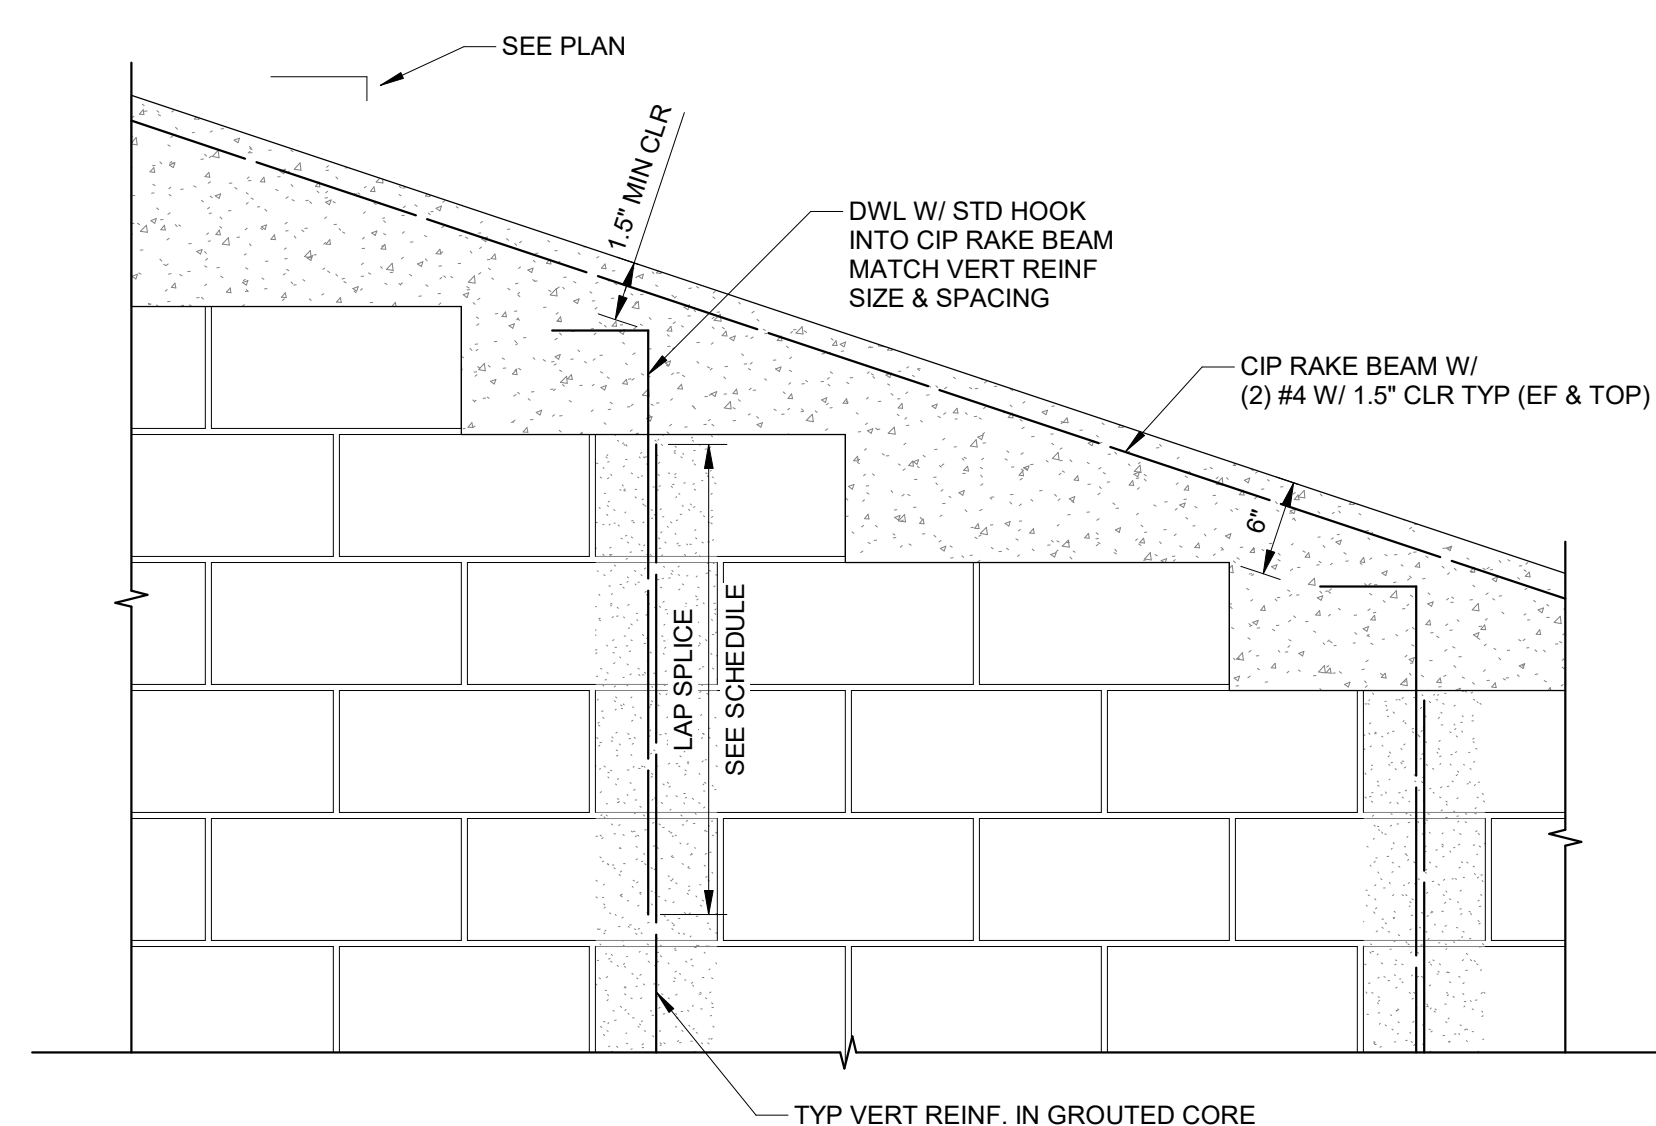 SEE PLAN
1.5" MIN CLR
DWL W/ STD HOOK
INTO CIP RAKE BEAM
MATCH VERT REINF
SIZE & SPACING
CIP RAKE BEAM W/
(2) #4 W/ 1.5" CLR TYP (EF & TOP)
6"
LAP SPLICE
SEE SCHEDULE
TYP VERT REINF. IN GROUTED CORE